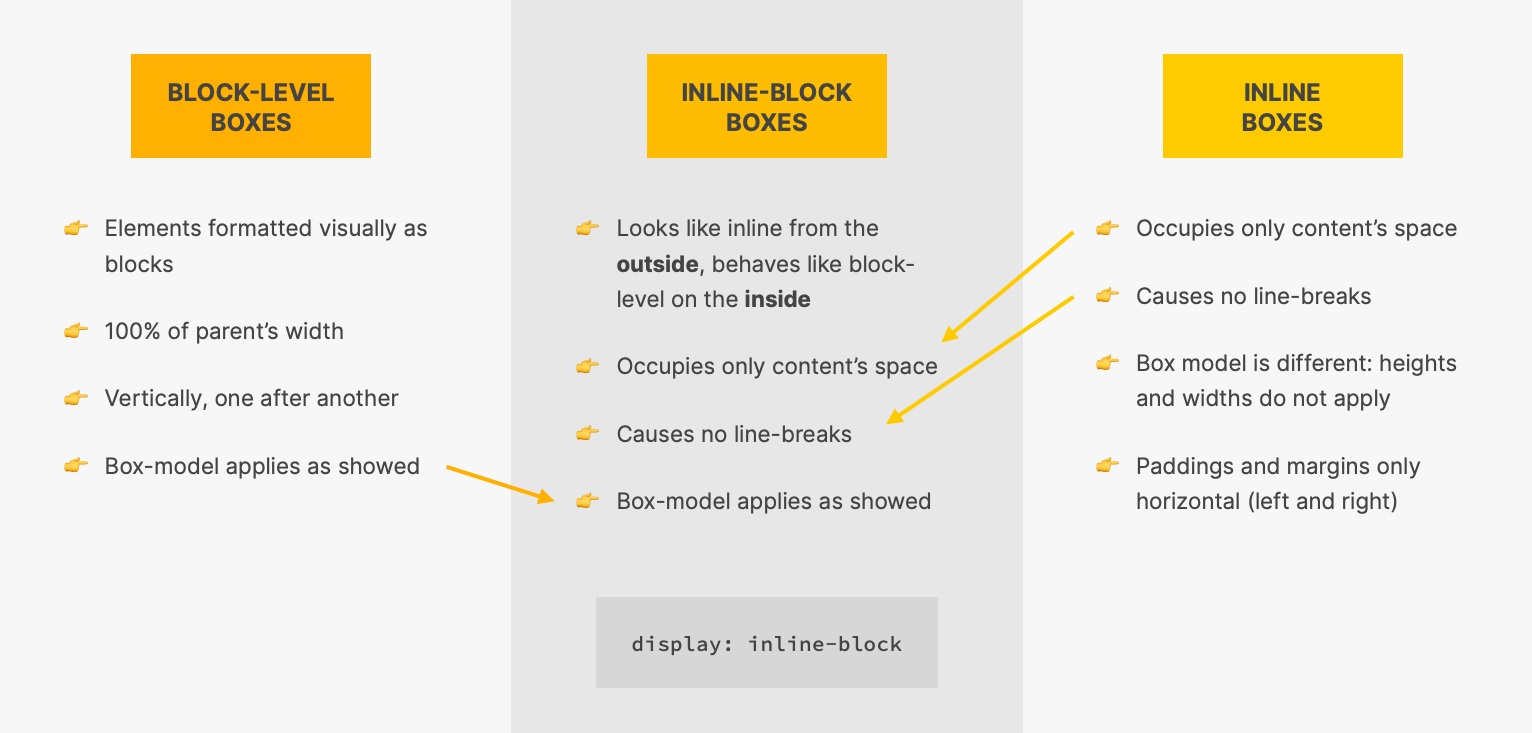 BLOCK-LEVEL
BOXES
Elements formatted visually as
blocks
100% of parent’s width
Vertically, one after another
Box-model applies as showed
INLINE-BLOCK
BOXES
Looks like inline from the
outside, behaves like block-
level on the inside
Occupies only content’s space
Causes no line-breaks
Box-model applies as showed
display: inline-block
INLINE
BOXES
Occupies only content’s space
Causes no line-breaks
Box model is different: heights
and widths do not apply
Paddings and margins only
horizontal (left and right)